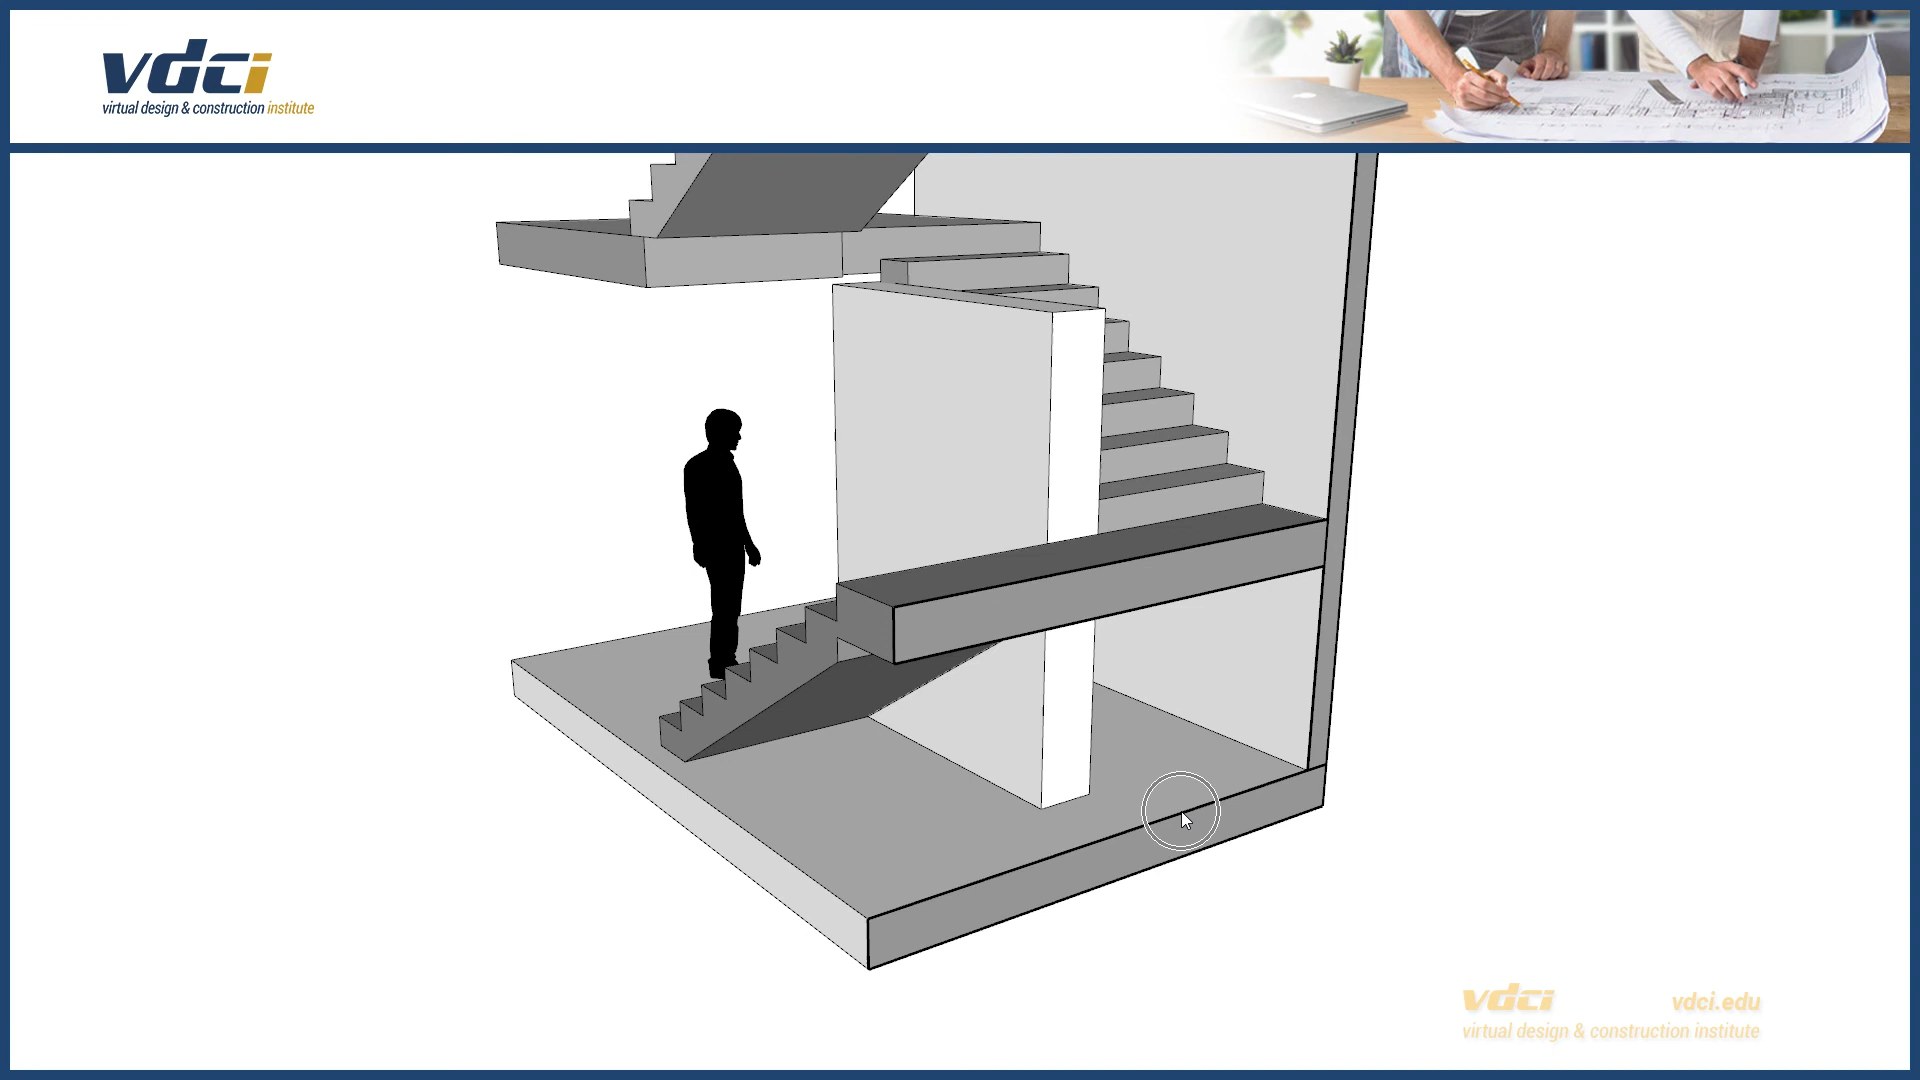 vdci
virtual design & construction institute
vdci vdci.edu
virtual design & construction institute